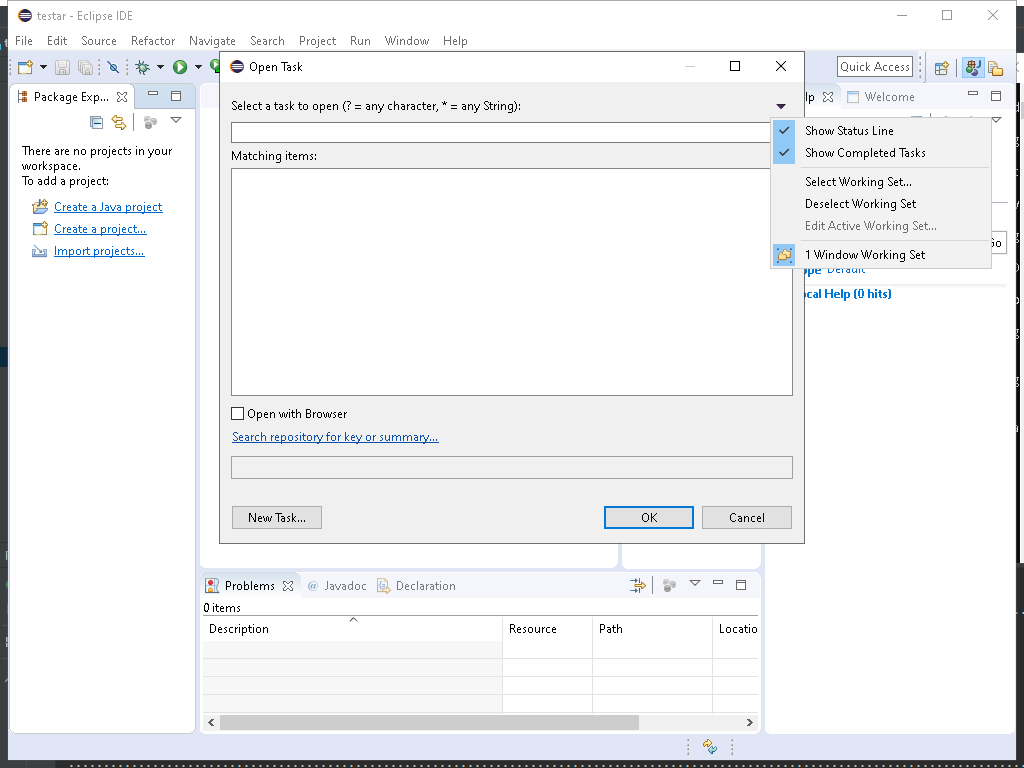 testar - Eclipse IDE
File Edit Source Refactor Navigate Search Project Run Window Help
Quick Access
Package Exp...
There are no projects in your
workspace.
To add a project:
Create a Java project
Create a project...
Import projects...
Open Task
Select a task to open (? = any character, * = any String):
Matching items:
Open with Browser
Search repository for key or summary...
New Task...
OK
Cancel
Welcome
Show Status Line
Show Completed Tasks
Select Working Set...
Deselect Working Set
Edit Active Working Set...
1 Window Working Set
Default
cal Help (0 hits)
Problems
@ Javadoc
Declaration
0 items
Description Resource Path Locatio